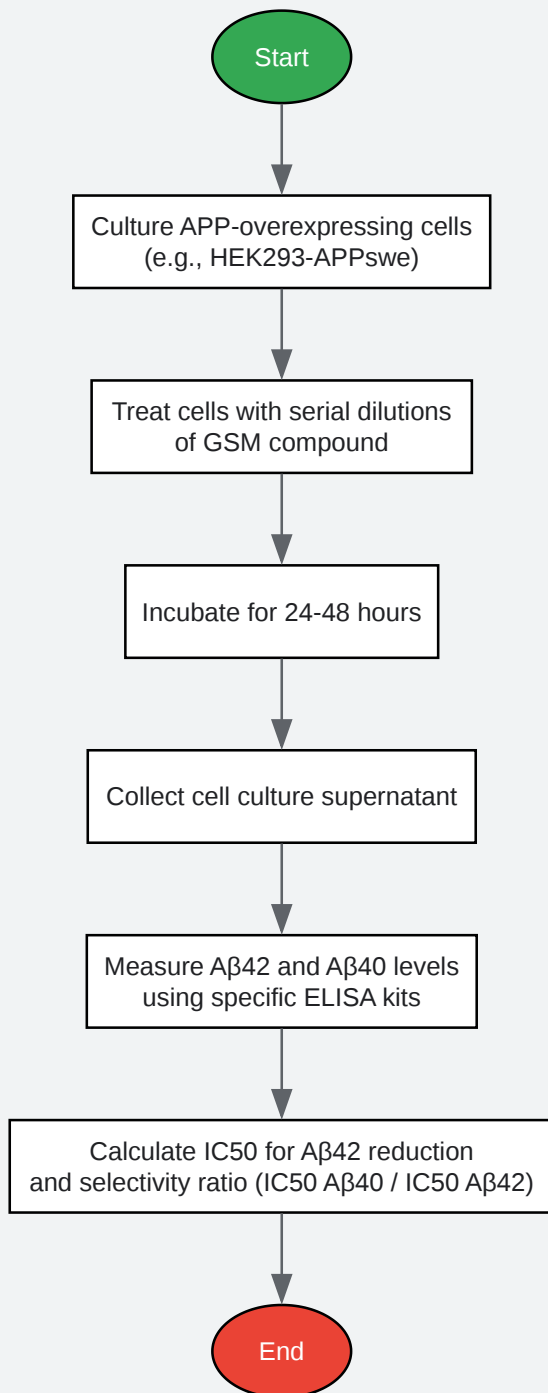 Start
Culture APP-overexpressing cells
(e.g., HEK293-APPswe)
Treat cells with serial dilutions
of GSM compound
Incubate for 24-48 hours
Collect cell culture supernatant
Measure Aβ42 and Aβ40 levels
using specific ELISA kits
Calculate IC50 for Aβ42 reduction
and selectivity ratio (IC50 Aβ40 / IC50 Aβ42)
End